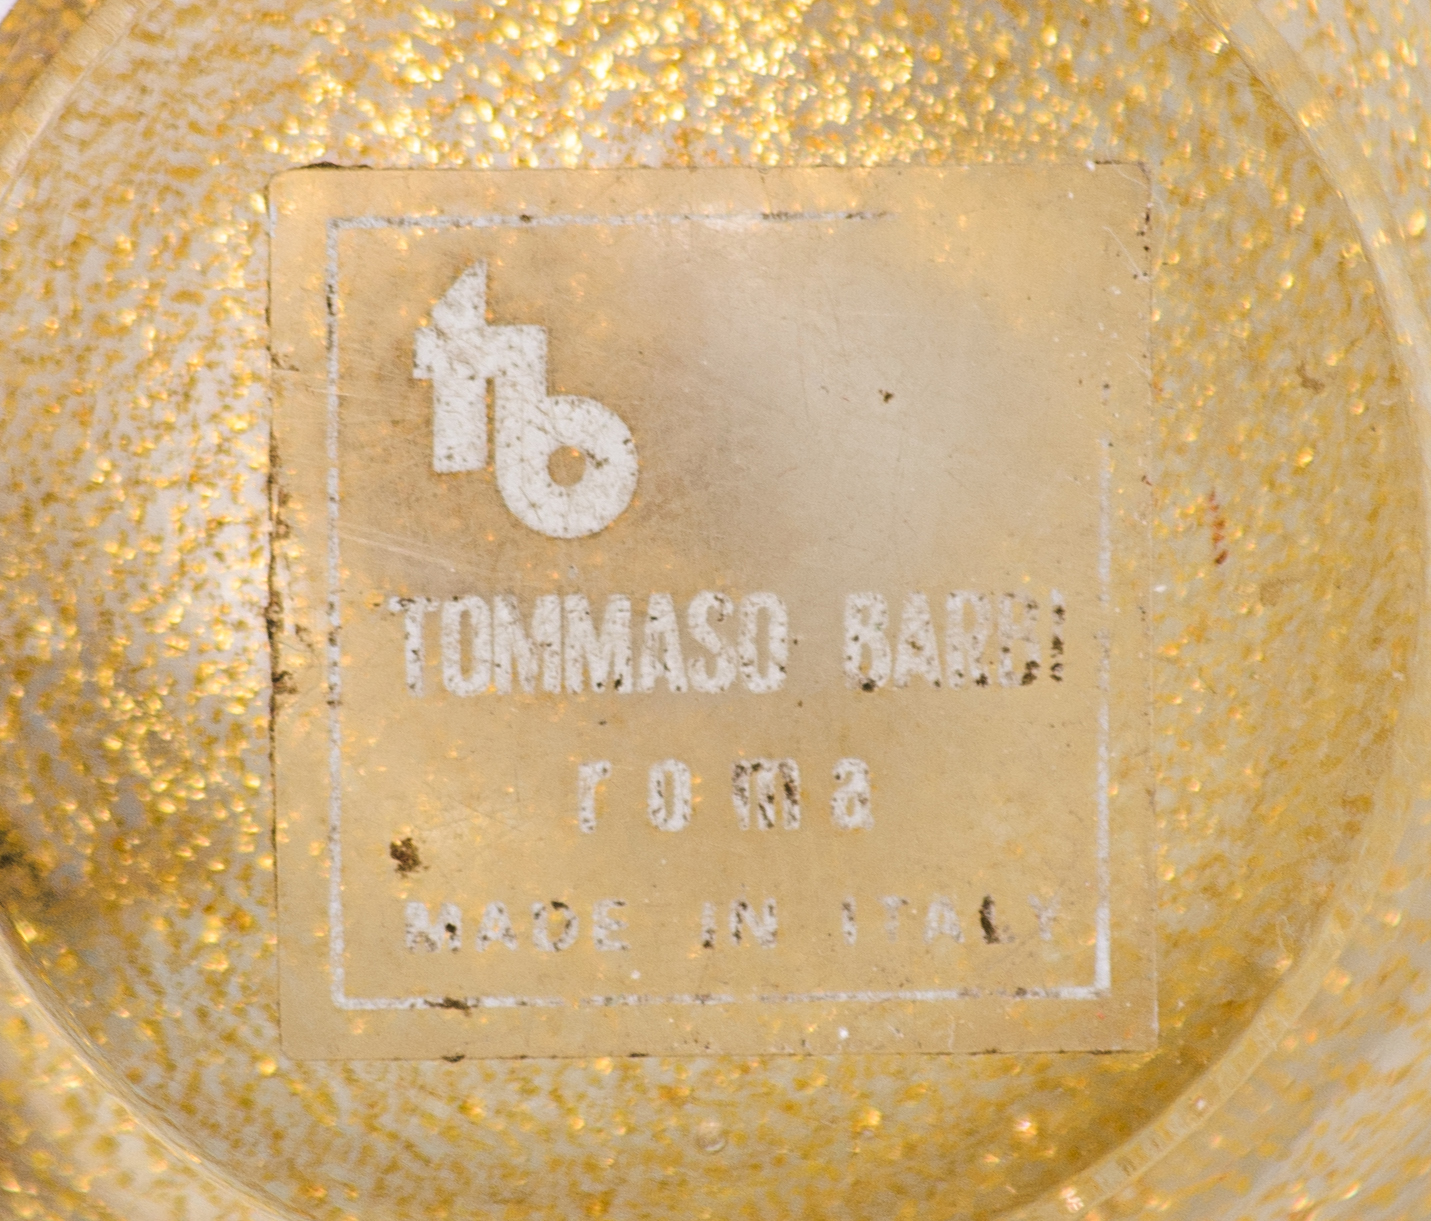 tb
TOMMASO BARBI
roma
MADE IN ITALY